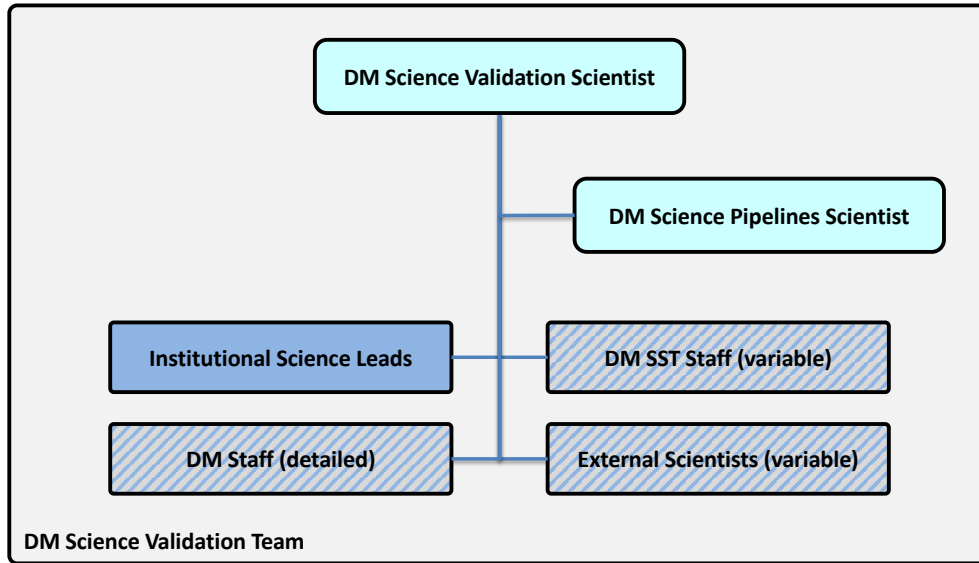 DM Science Validation Scientist
DM Science Pipelines Scientist
Institutional Science Leads
DM SST Staff (variable)
DM Staff (detailed)
External Scientists (variable)
DM Science Validation Team